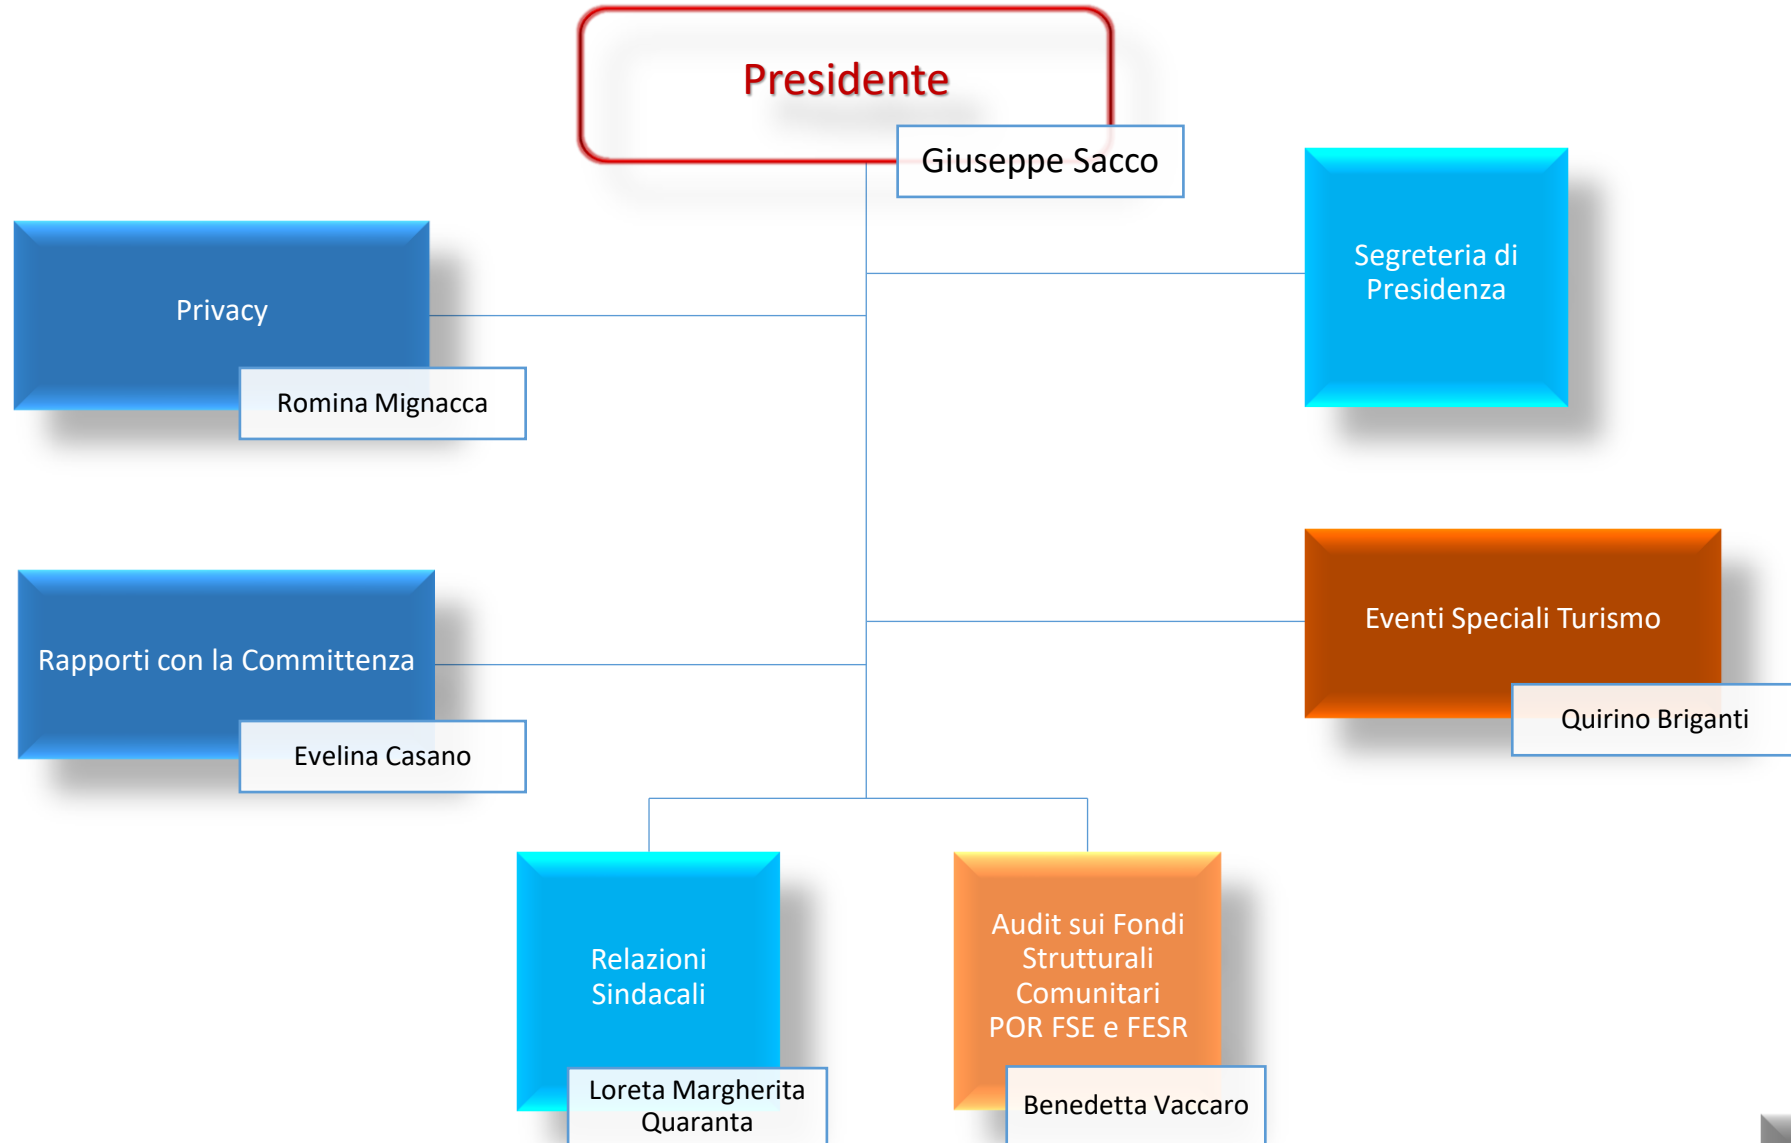 Presidente
Giuseppe Sacco
Segreteria di
Presidenza
Privacy
Romina Mignacca
Eventi Speciali Turismo
Quirino Briganti
Rapporti con la Committenza
Evelina Casano
Relazioni
Sindacali
Loreta Margherita
Quaranta
Audit sui Fondi
Strutturali
Comunitari
POR FSE e FESR
Benedetta Vaccaro